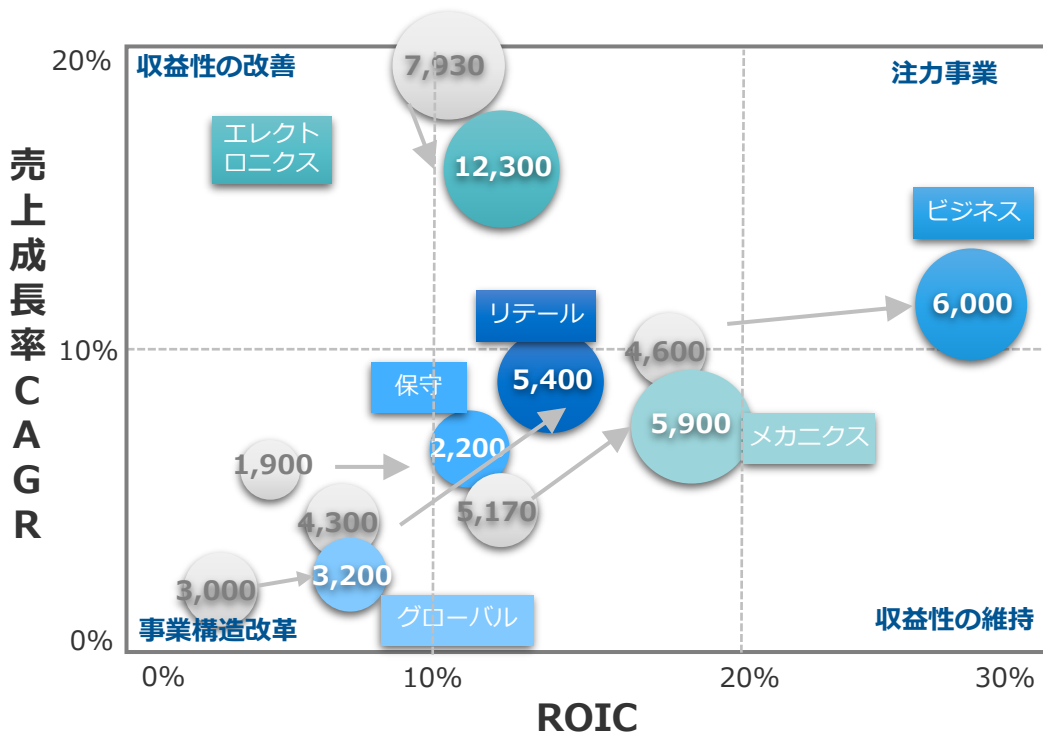 20%
収益性の改善
7,930
注力事業
エレクト
ロニクス
12,300
売上成長率CAGR
ビジネス
6,000
リテール
4,600
10%
保守
5,400
5,900
メカニクス
2,200
1,900
5,170
4,300
3,200
3,000
グローバル
事業構造改革
収益性の維持
0%
0%
10%
20%
30%
ROIC